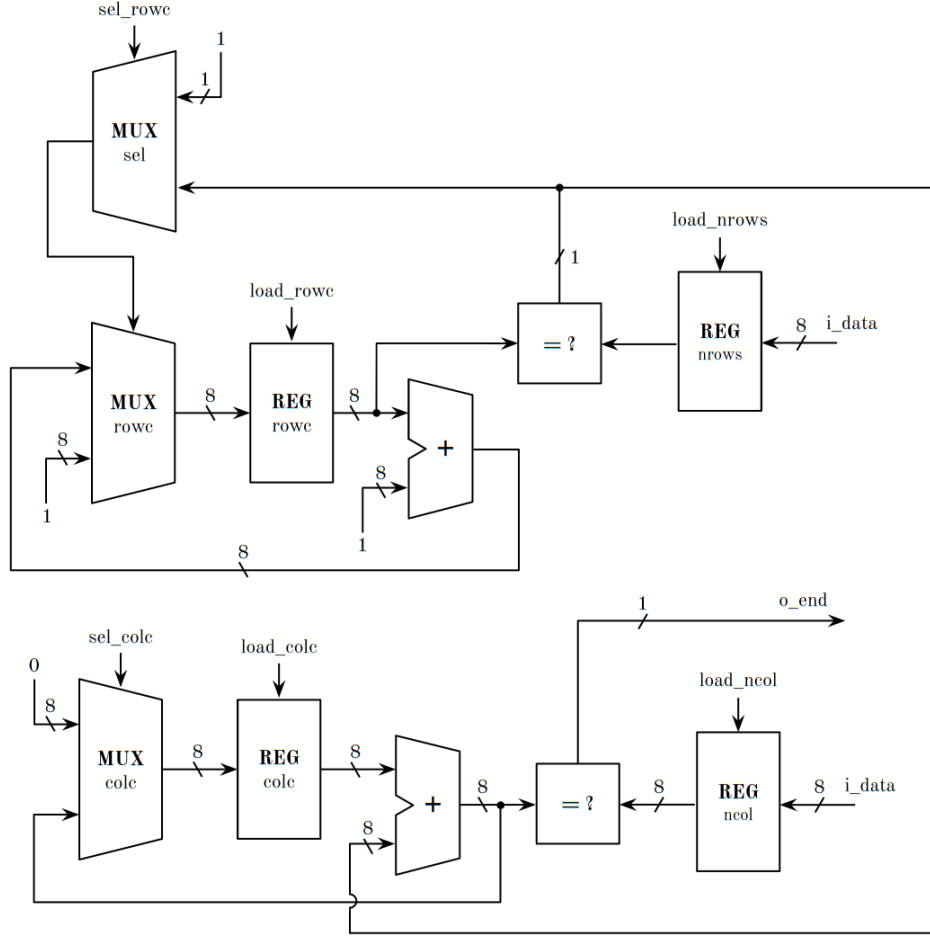 sel_rowc
1
1
MUX
sel
load_nrows
1
load_rowc
8
i_data
REG
nrows
= ?
MUX
rowc
8
REG
rowc
8
8
+
8
1
1
8
1
o_end
sel_colc
load_colc
0
load_ncol
8
MUX
colc
8
REG
colc
8
8
+
8
= ?
8
REG
ncol
8
i_data